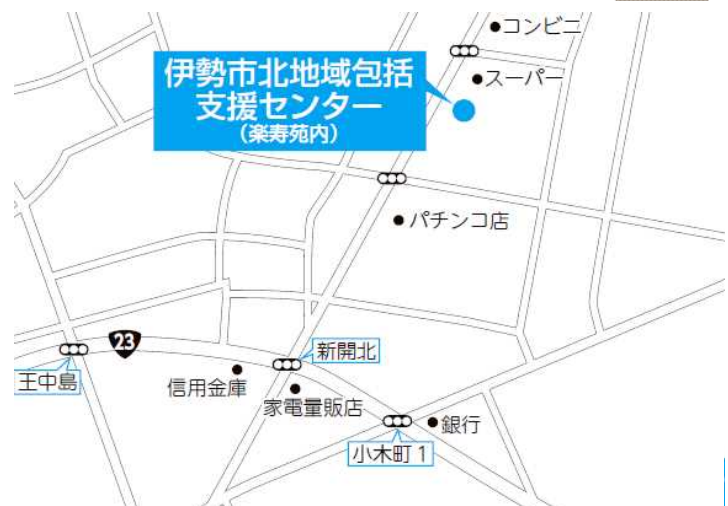 コンビニ
スーパー
伊勢市北地域包括
支援センター
(楽寿苑内)
パチンコ店
23
新開北
王中島
信用金庫
家電量販店
銀行
小木町1